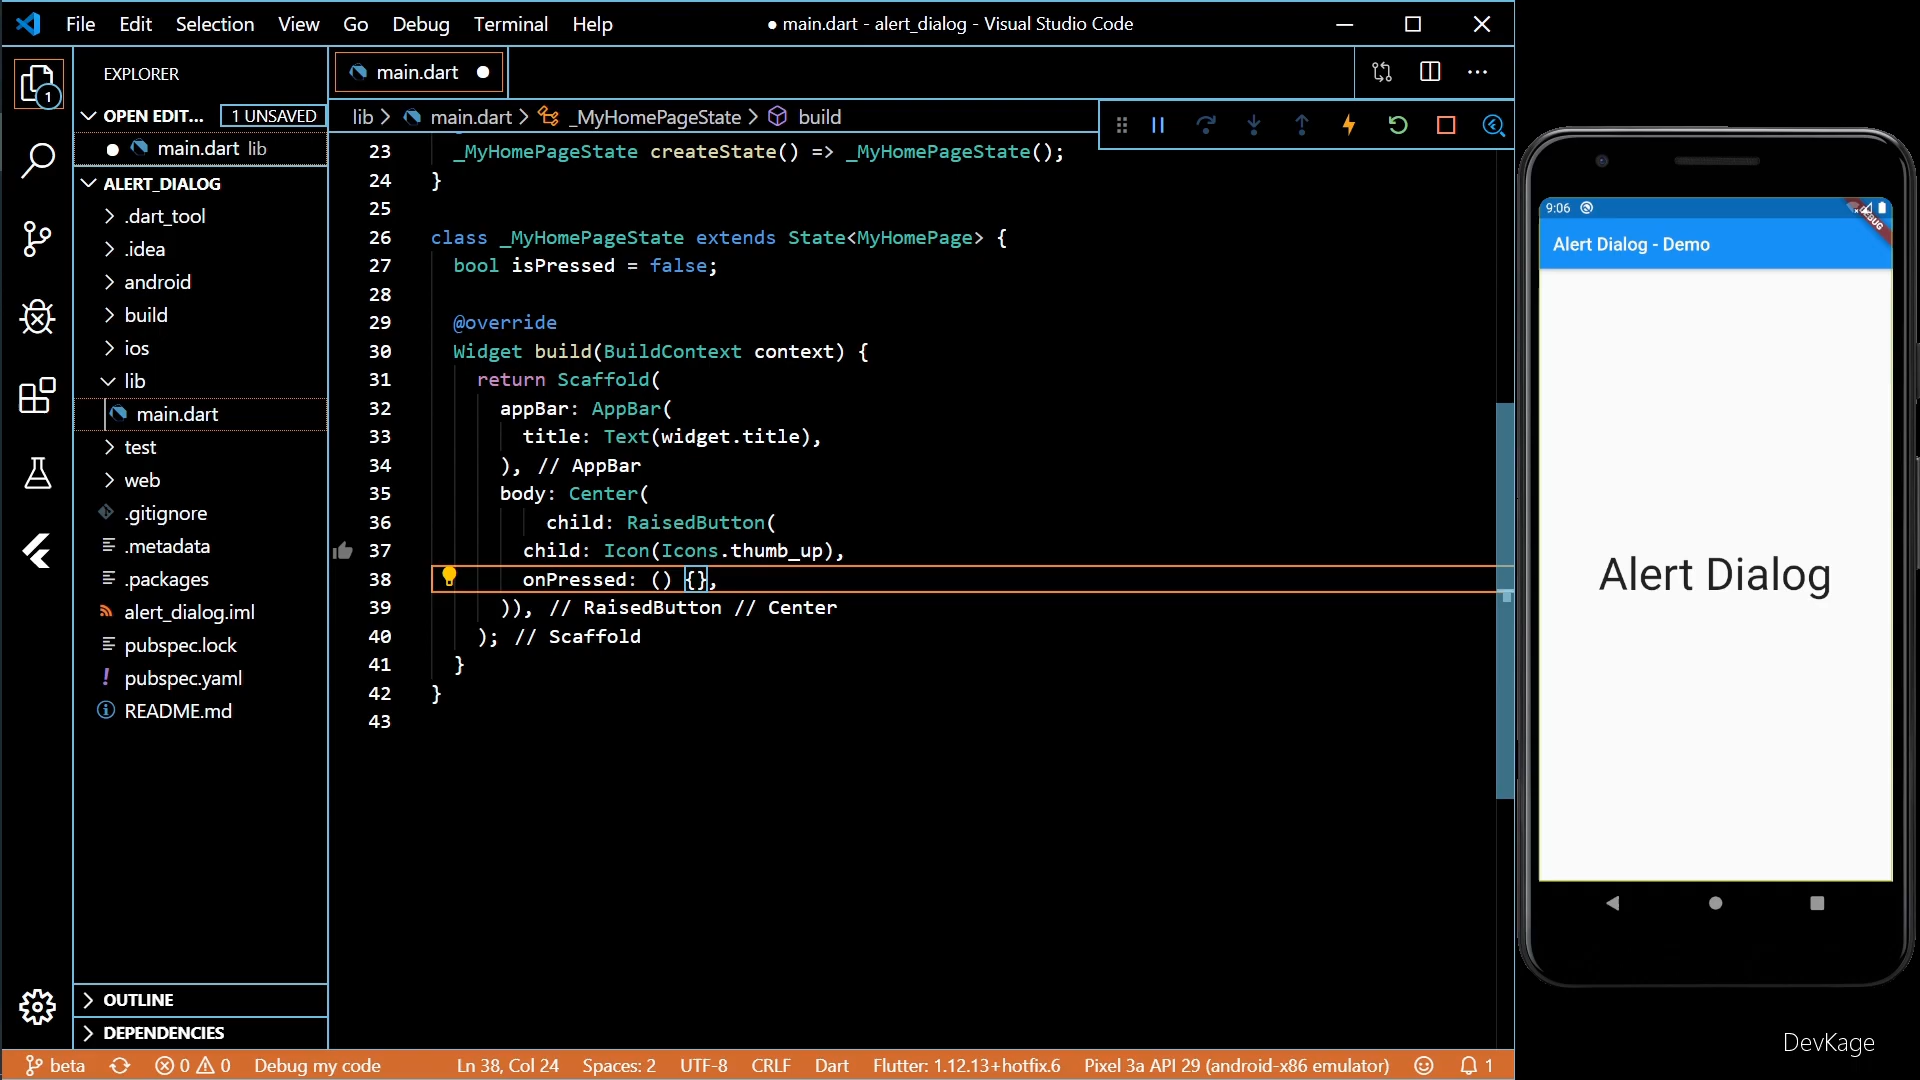 File Edit Selection View Go Debug Terminal Help
● main.dart - alert_dialog - Visual Studio Code
EXPLORER
1
OPEN EDIT... 1 UNSAVED
main.dart lib
ALERT_DIALOG
.dart_tool
.idea
android
build
ios
lib
main.dart
test
web
.gitignore
.metadata
.packages
alert_dialog.iml
pubspec.lock
pubspec.yaml
README.md
OUTLINE
DEPENDENCIES
main.dart
lib > main.dart > _MyHomePageState > build
23 _MyHomePageState createState() => _MyHomePageState();
24 }
25
26 class _MyHomePageState extends State<MyHomePage> {
27 bool isPressed = false;
28
29 @override
30 Widget build(BuildContext context) {
31 return Scaffold(
32 appBar: AppBar(
33 title: Text(widget.title),
34 ), // AppBar
35 body: Center(
36 child: RaisedButton(
37 child: Icon(Icons.thumb_up),
38 onPressed: () {},
39 )), // RaisedButton // Center
40 ); // Scaffold
41 }
42 }
43
9:06
DEBUG
Alert Dialog - Demo
Alert Dialog
DevKage
beta 0 0 Debug my code Ln 38, Col 24 Spaces: 2 UTF-8 CRLF Dart Flutter: 1.12.13+hotfix.6 Pixel 3a API 29 (android-x86 emulator) 1